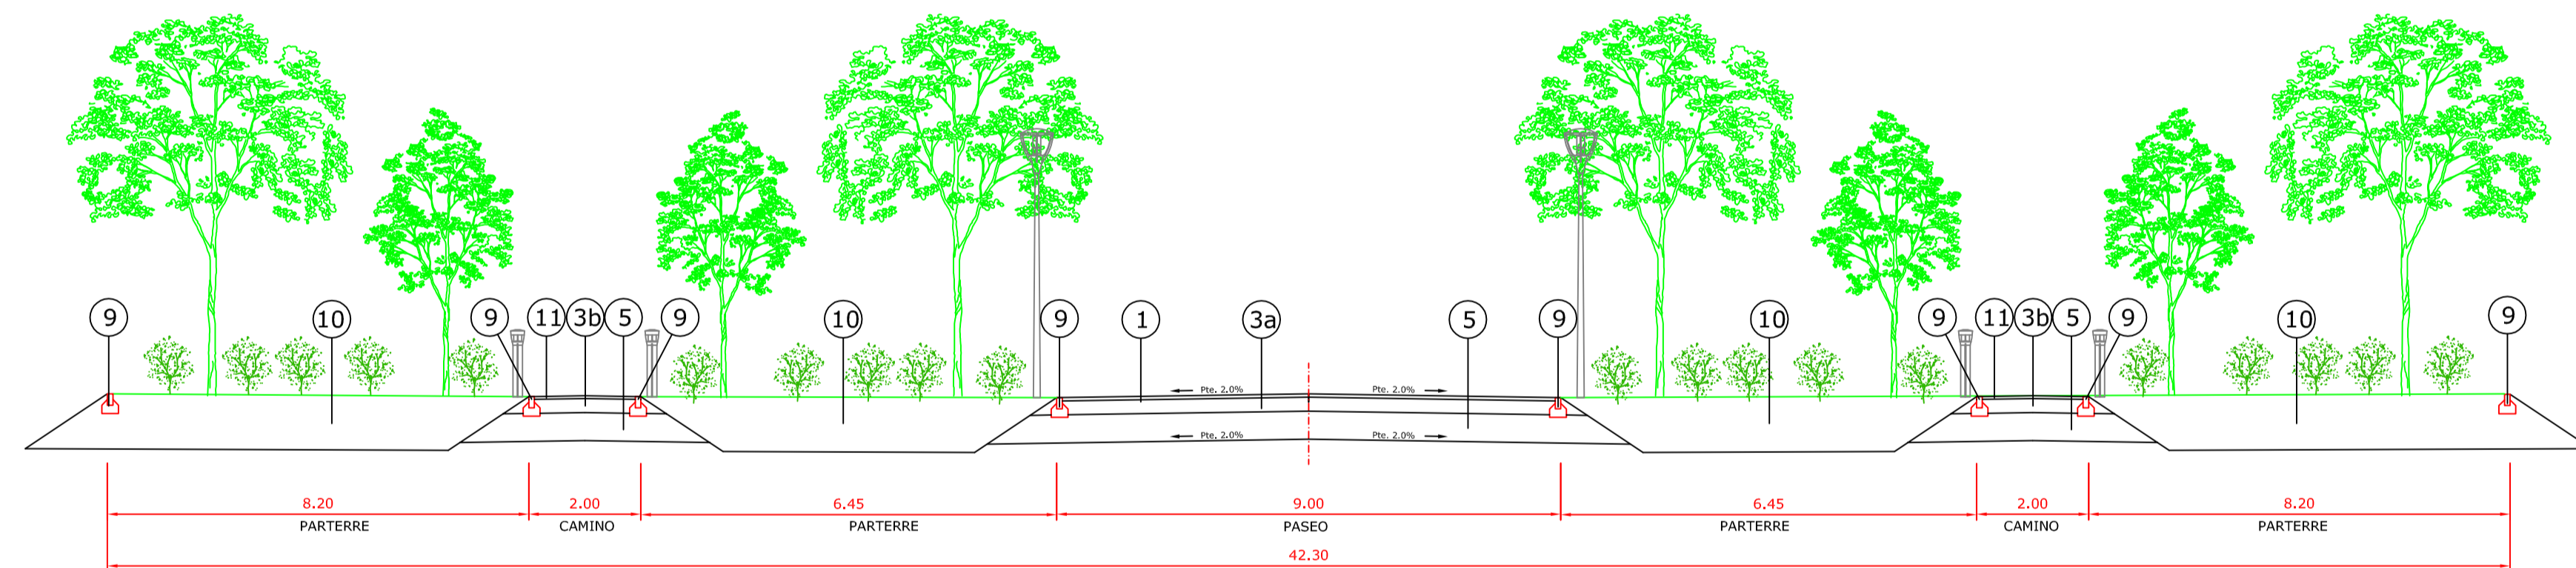 9 10 9 11 3b 5 9 10 9 1 3a 5 9 10 9 11 3b 5 9 10 9
Pte. 2.0% Pte. 2.0%
Pte. 2.0% Pte. 2.0%
8.20 2.00 6.45 9.00 6.45 2.00 8.20
PARTERRE CAMINO PARTERRE PASEO PARTERRE CAMINO PARTERRE
42.30